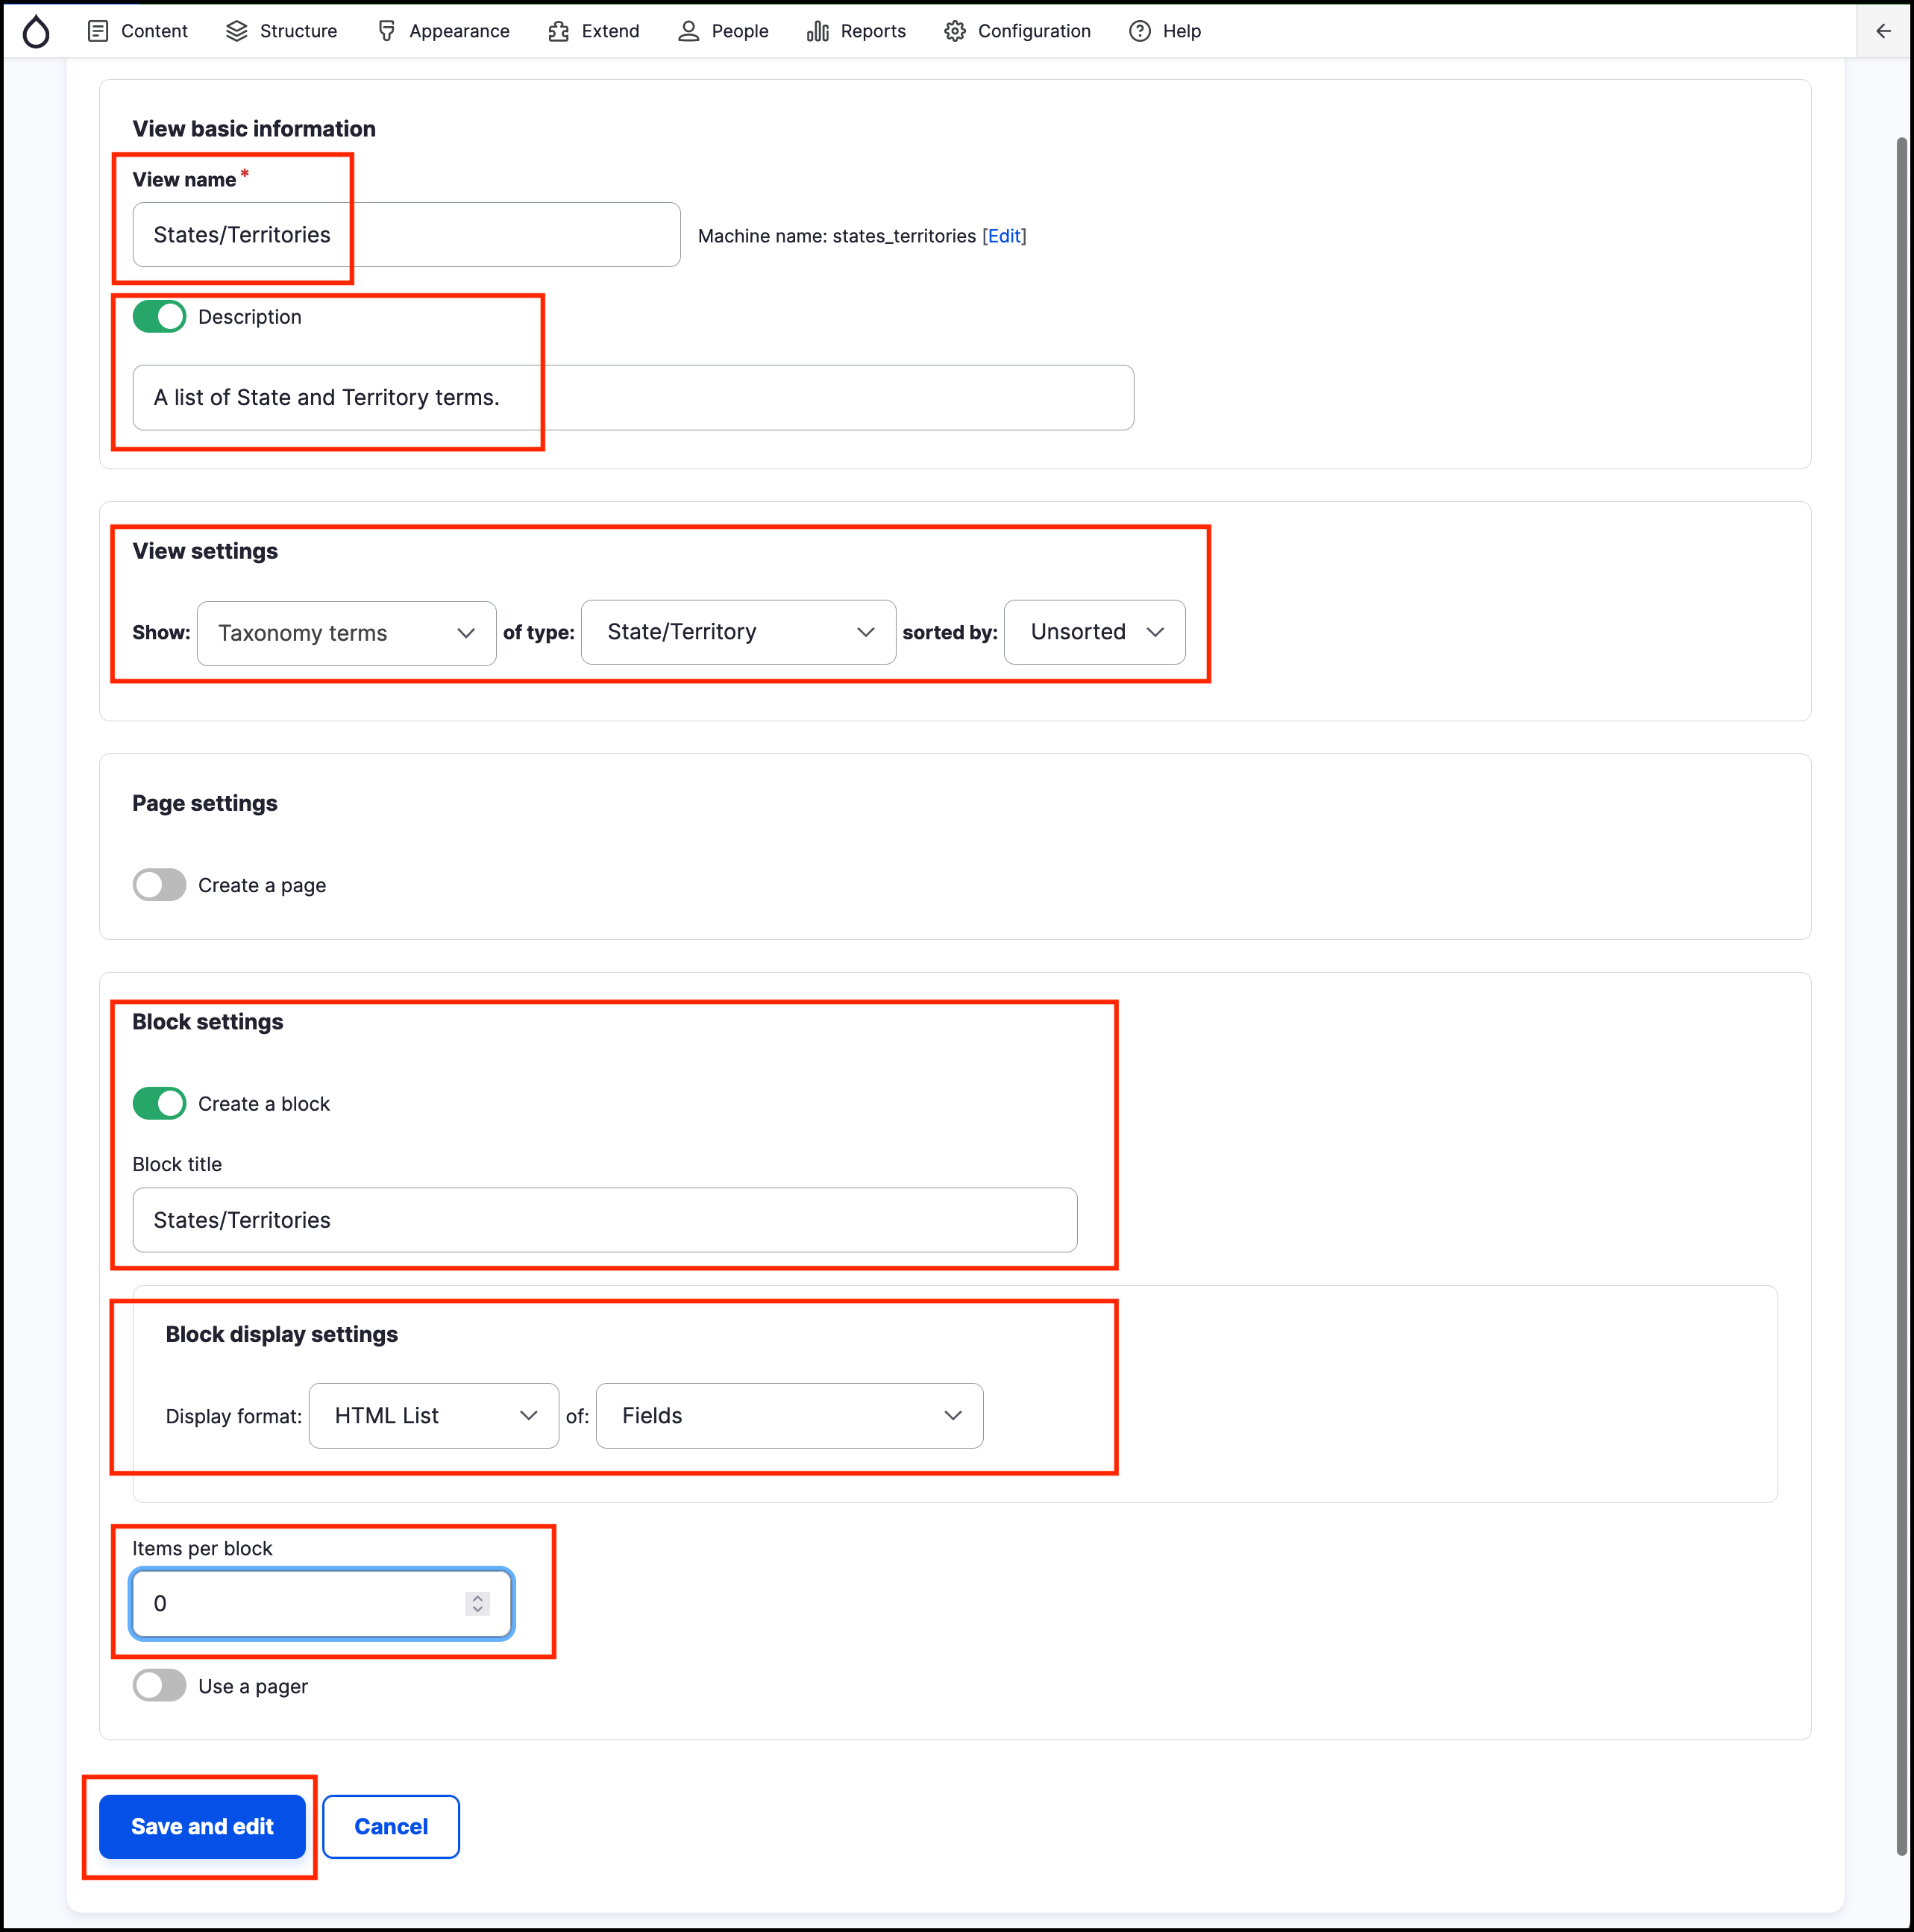 Content Structure Appearance Extend People Reports Configuration Help
View basic information
View name*
States/Territories
Machine name: states_territories [Edit]
Description
A list of State and Territory terms.
View settings
Show: Taxonomy terms of type: State/Territory sorted by: Unsorted
Page settings
Create a page
Block settings
Create a block
Block title
States/Territories
Block display settings
Display format: HTML List of: Fields
Items per block
0
Use a pager
Save and edit Cancel